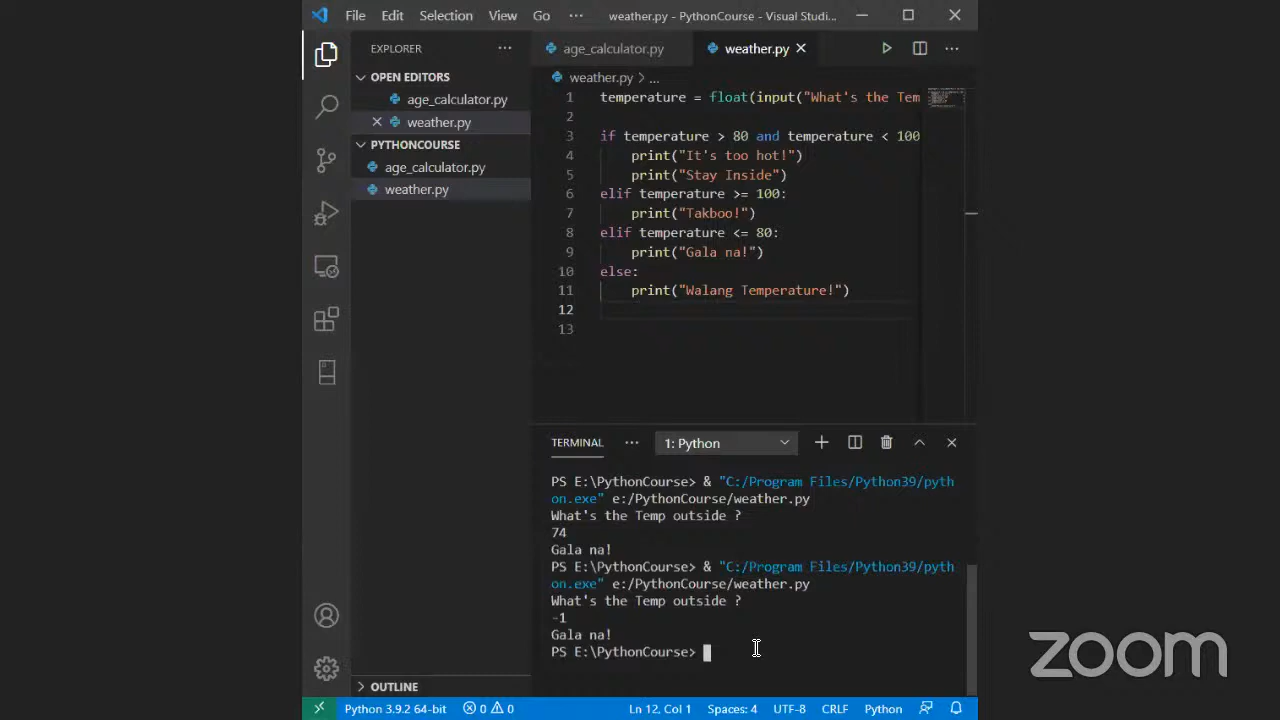 File Edit Selection View Go ··· weather.py - PythonCourse - Visual Studi...
EXPLORER ···
OPEN EDITORS
age_calculator.py
weather.py
PYTHONCOURSE
age_calculator.py
weather.py
OUTLINE
age_calculator.py weather.py
weather.py > ...
1 temperature = float(input("What's the Tem
2
3 if temperature > 80 and temperature < 100
4 print("It's too hot!")
5 print("Stay Inside")
6 elif temperature >= 100:
7 print("Takboo!")
8 elif temperature <= 80:
9 print("Gala na!")
10 else:
11 print("Walang Temperature!")
12
13
TERMINAL ··· 1: Python
PS E:\PythonCourse> & "C:/Program Files/Python39/pyth
on.exe" e:/PythonCourse/weather.py
What's the Temp outside ?
74
Gala na!
PS E:\PythonCourse> & "C:/Program Files/Python39/pyth
on.exe" e:/PythonCourse/weather.py
What's the Temp outside ?
-1
Gala na!
PS E:\PythonCourse>
Python 3.9.2 64-bit 0 0 Ln 12, Col 1 Spaces: 4 UTF-8 CRLF Python
zoom